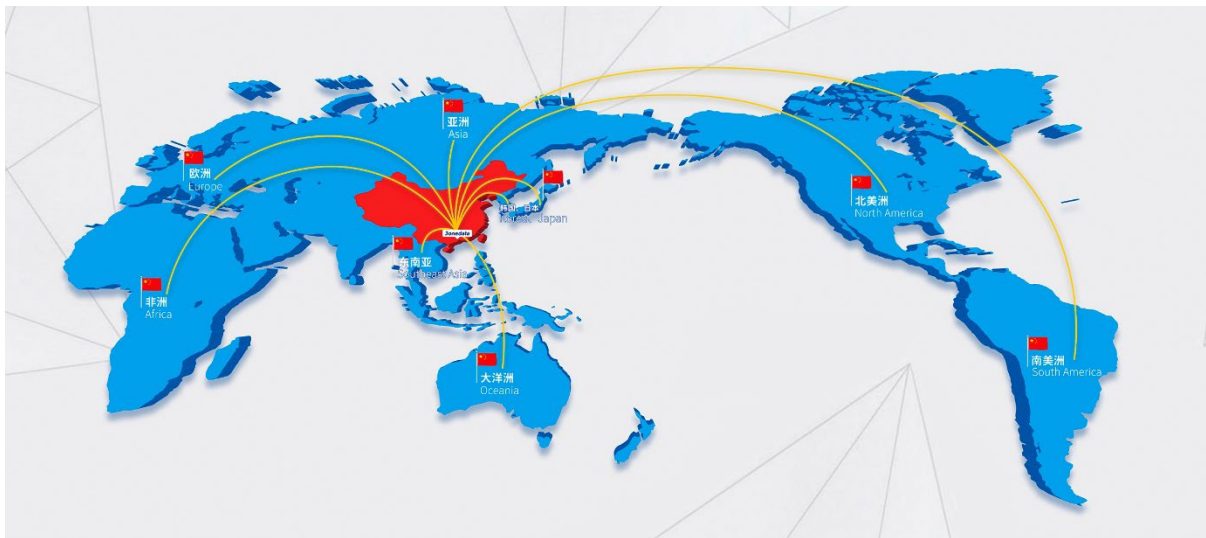 亚洲
Asia
欧洲
Europe
韩国 日本
Korea Japan
北美洲
North America
3onedata
东南亚
Southeast Asia
非洲
Africa
大洋洲
Oceania
南美洲
South America